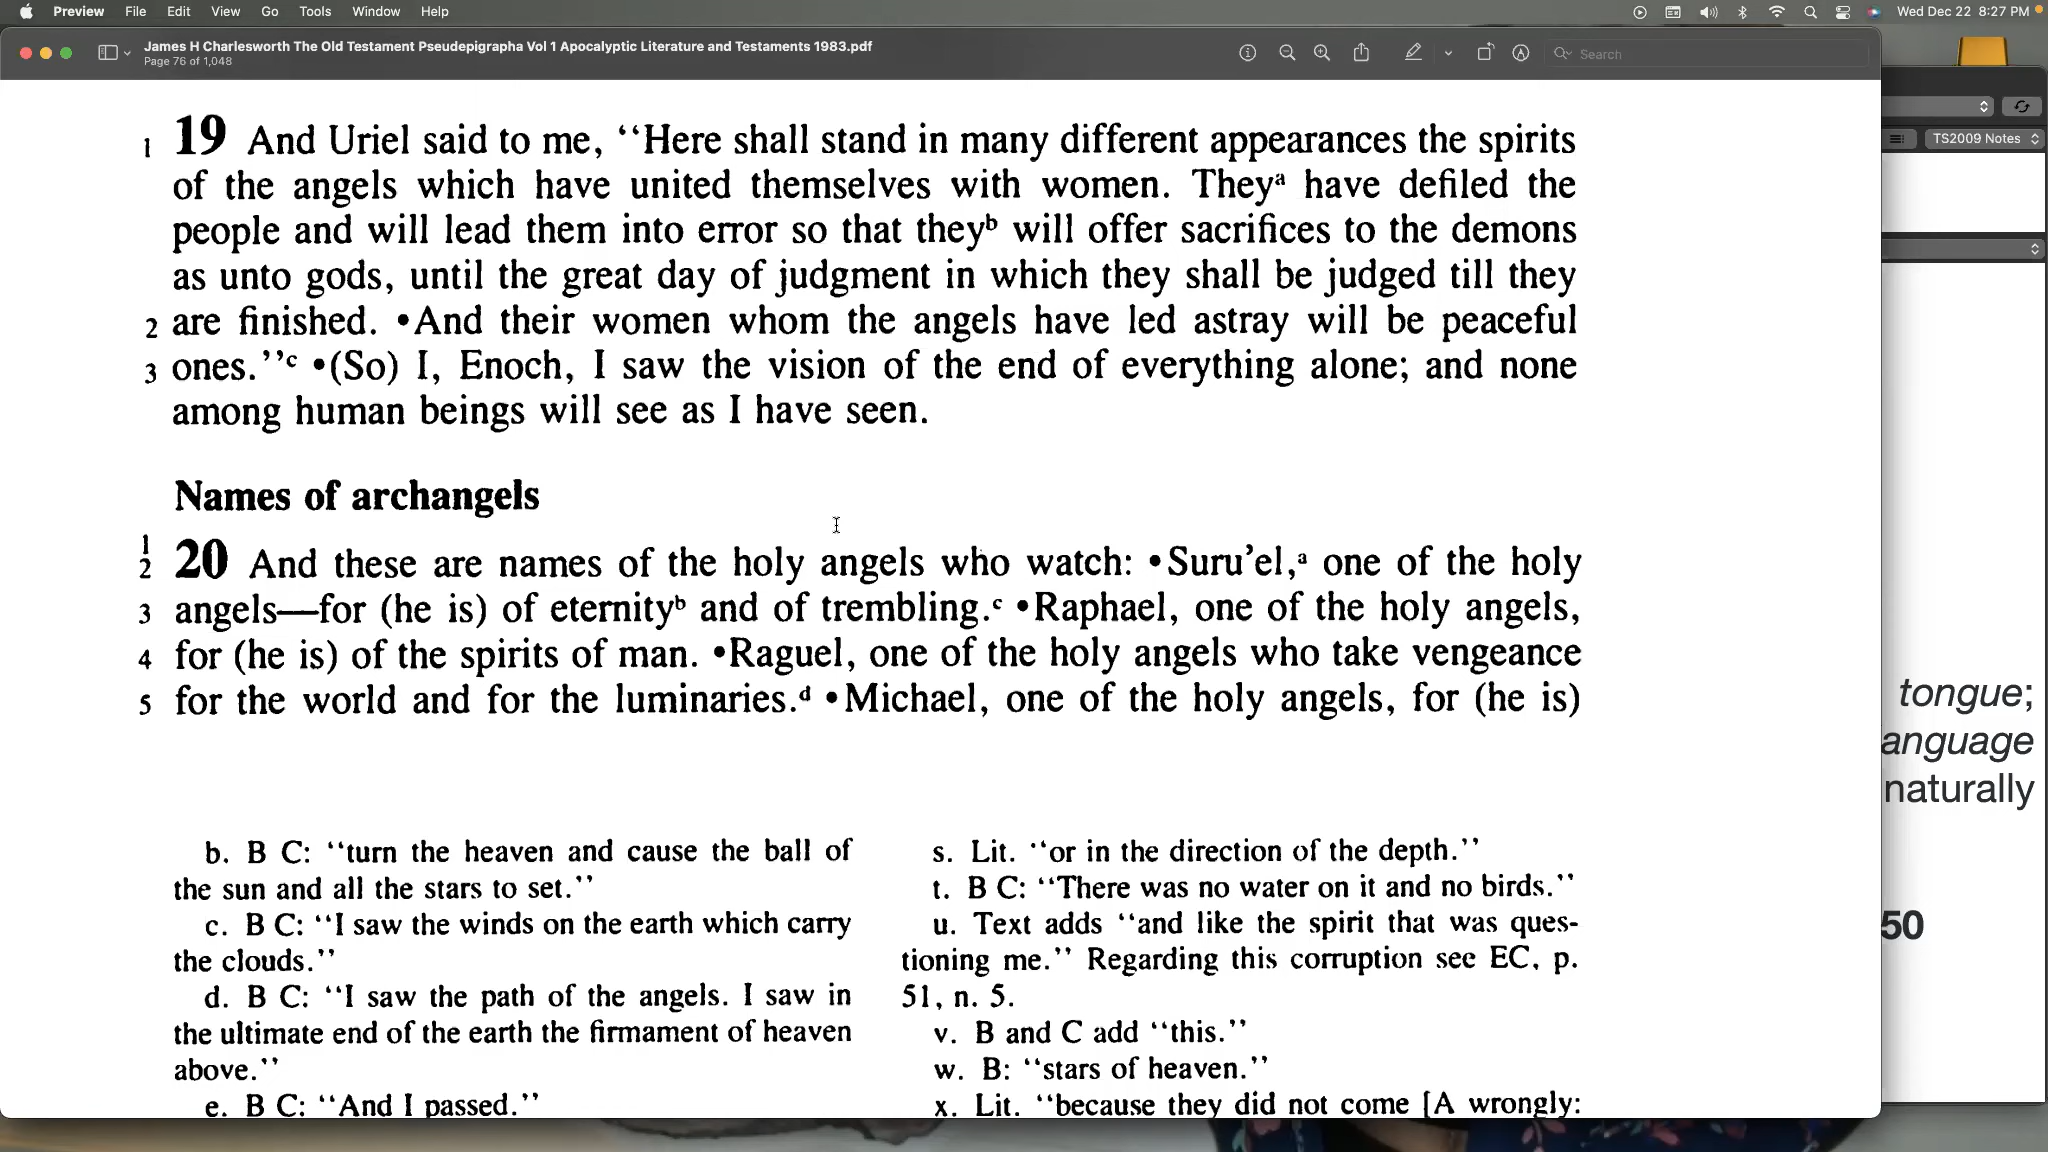 Preview File Edit View Go Tools Window Help Wed Dec 22 8:27 PM
James H Charlesworth The Old Testament Pseudepigrapha Vol 1 Apocalyptic Literature and Testaments 1983.pdf
Page 76 of 1,048
Search
TS2009 Notes
1 19 And Uriel said to me, ‘‘Here shall stand in many different appearances the spirits
of the angels which have united themselves with women. Theyᵃ have defiled the
people and will lead them into error so that theyᵇ will offer sacrifices to the demons
as unto gods, until the great day of judgment in which they shall be judged till they
2 are finished. •And their women whom the angels have led astray will be peaceful
3 ones.’’ᶜ •(So) I, Enoch, I saw the vision of the end of everything alone; and none
among human beings will see as I have seen.
Names of archangels
1
2 20 And these are names of the holy angels who watch: •Suru’el,ᵃ one of the holy
3 angels—for (he is) of eternityᵇ and of trembling.ᶜ •Raphael, one of the holy angels,
4 for (he is) of the spirits of man. •Raguel, one of the holy angels who take vengeance
5 for the world and for the luminaries.ᵈ •Michael, one of the holy angels, for (he is)
b. B C: ‘‘turn the heaven and cause the ball of
the sun and all the stars to set.’’
c. B C: ‘‘I saw the winds on the earth which carry
the clouds.’’
d. B C: ‘‘I saw the path of the angels. I saw in
the ultimate end of the earth the firmament of heaven
above.’’
e. B C: ‘‘And I passed.’’
s. Lit. ‘‘or in the direction of the depth.’’
t. B C: ‘‘There was no water on it and no birds.’’
u. Text adds ‘‘and like the spirit that was ques-
tioning me.’’ Regarding this corruption see EC, p.
51, n. 5.
v. B and C add ‘‘this.’’
w. B: ‘‘stars of heaven.’’
x. Lit. ‘‘because they did not come [A wrongly:
tongue;
anguage
naturally
50